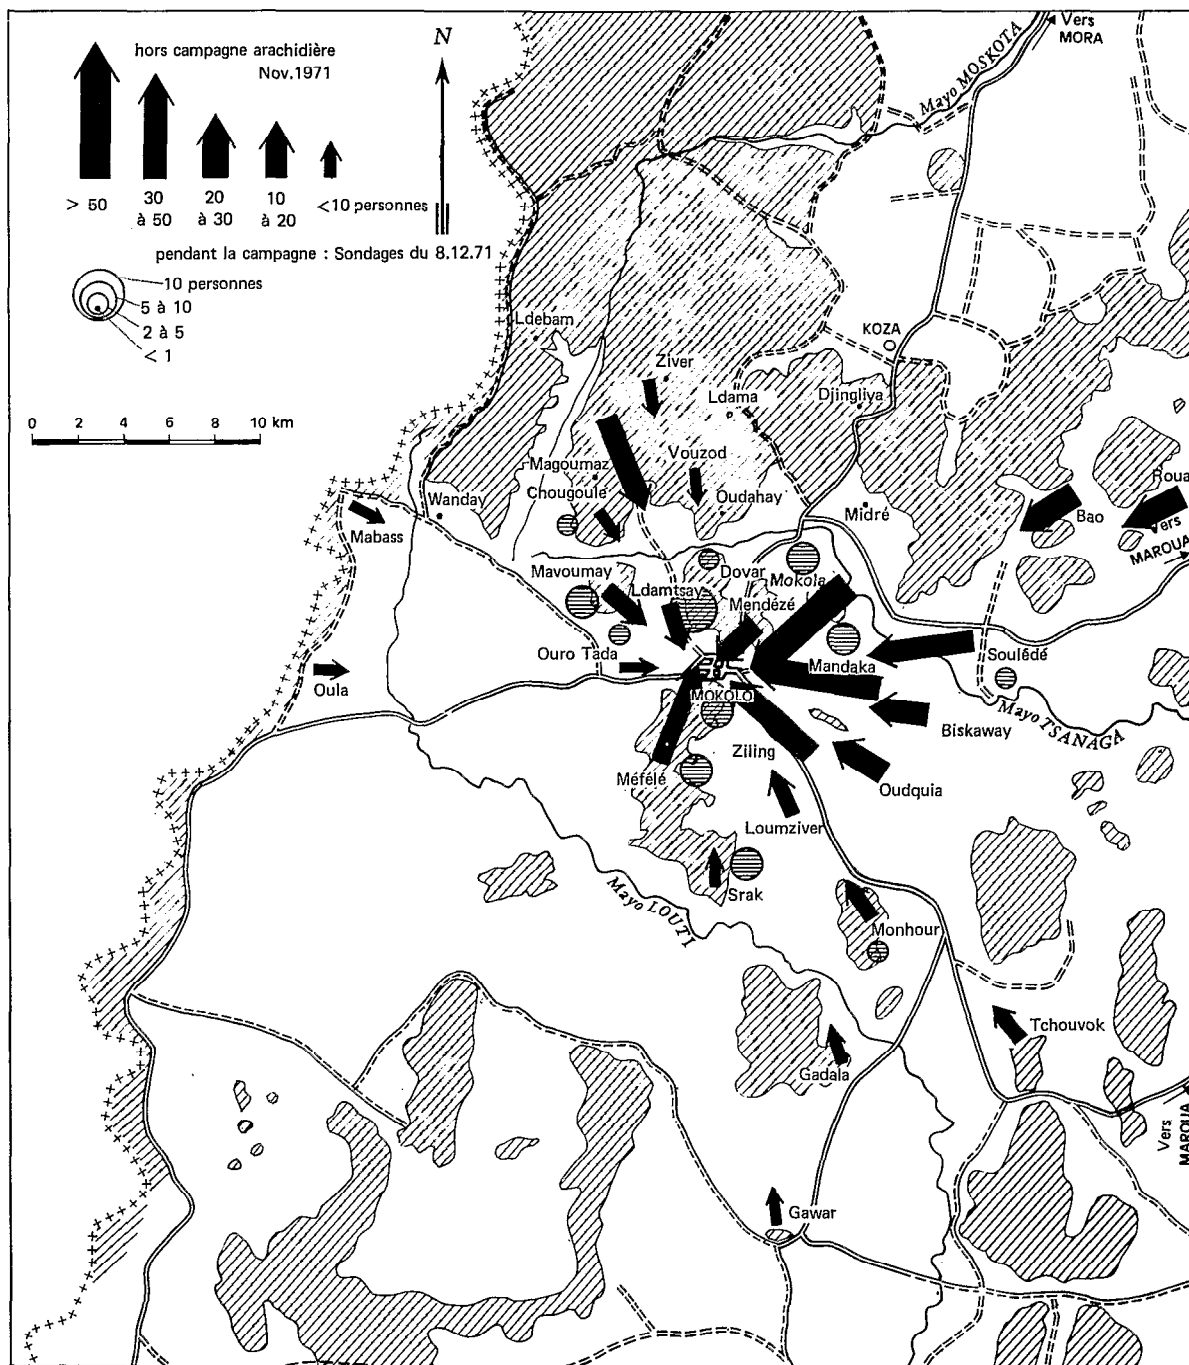 hors campagne arachidière
Nov.1971
N
> 50
30
à 50
20
à 30
10
à 20
<10 personnes
pendant la campagne : Sondages du 8.12.71
10 personnes
5 à 10
2 à 5
< 1
0 2 4 6 8 10 km
Vers
MORA
Mayo MOSKOTA
Ldebam
KOZA
Ziver
Ldama
Djingliya
Magoumaz
Vouzod
Chougoulé
Oudahay
Wanday
Midré
Roua
Bao
Vers
MAROUA
Mabass
Mavoumay
Dovar
Mokola
Ldamtsay
Mendézé
Ouro Tada
Mandaka
Soulédé
Oula
MOKOLO
Mayo TSANAGA
Biskaway
Ziling
Méfélé
Oudquia
Loumziver
Srak
Mayo LOUTI
Monhour
Tchouvok
Gadala
Vers
MAROUA
Gawar